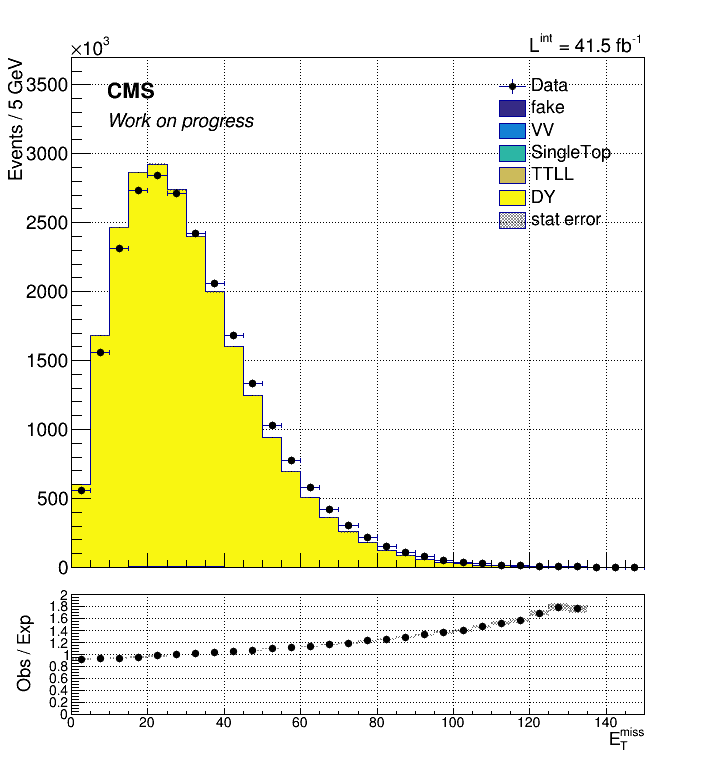 ×10³
L^int = 41.5 fb⁻¹
Events / 5 GeV
CMS
Work on progress
Data
fake
VV
SingleTop
TTLL
DY
stat error
3500
3000
2500
2000
1500
1000
500
0
Obs / Exp
2
1.8
1.6
1.4
1.2
1
0.8
0.6
0.4
0.2
0
0 20 40 60 80 100 120 140
E_T^miss